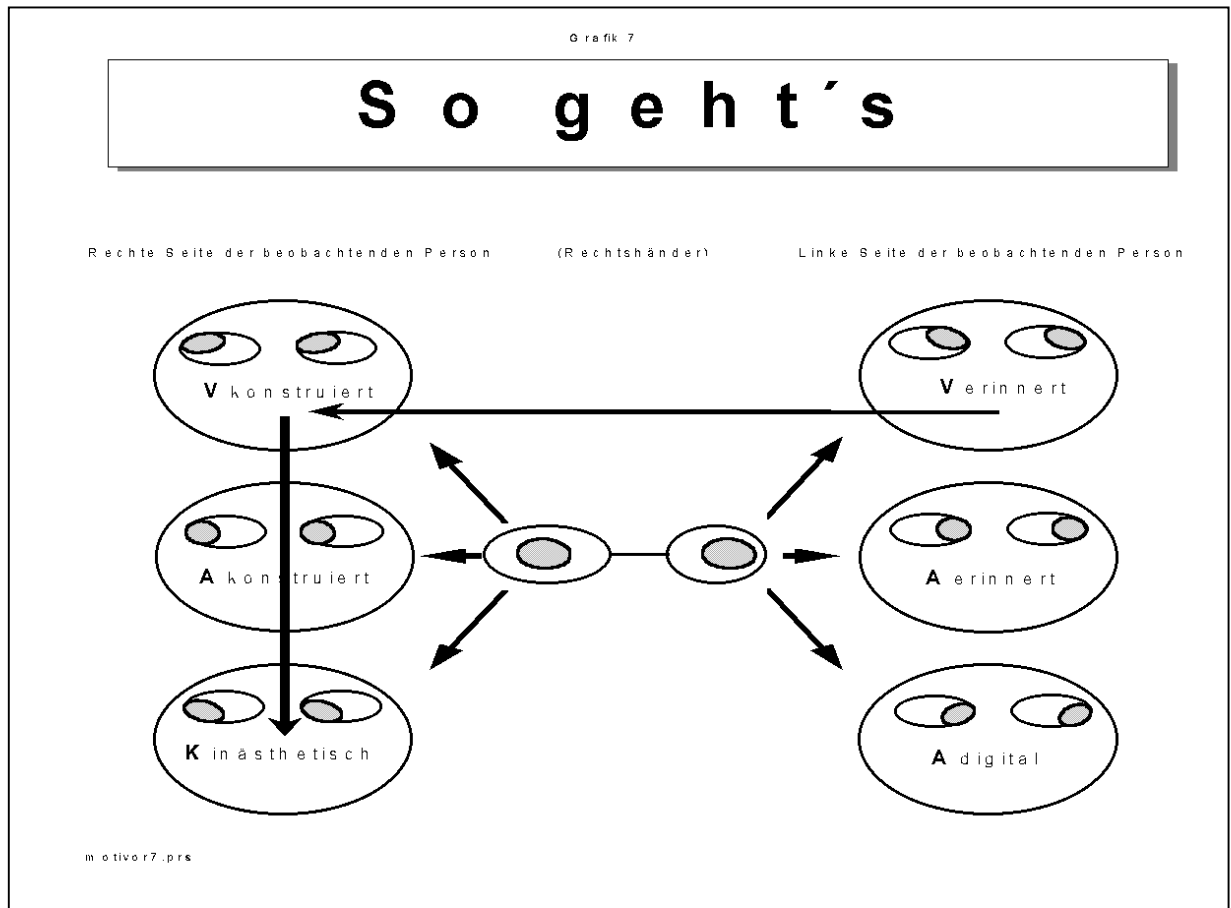 Grafik 7
So geht´s
Rechte Seite der beobachtenden Person (Rechtshänder) Linke Seite der beobachtenden Person
V konstruiert
V erinnert
A konstruiert
A erinnert
K inästhetisch
A digital
motivor7.prs